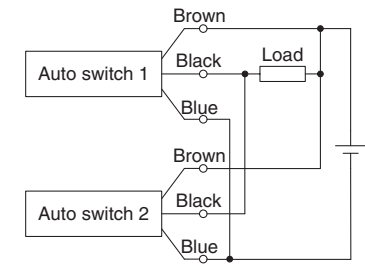 Brown
Black
Load
Auto switch 1
Blue
Brown
Black
Auto switch 2
Blue